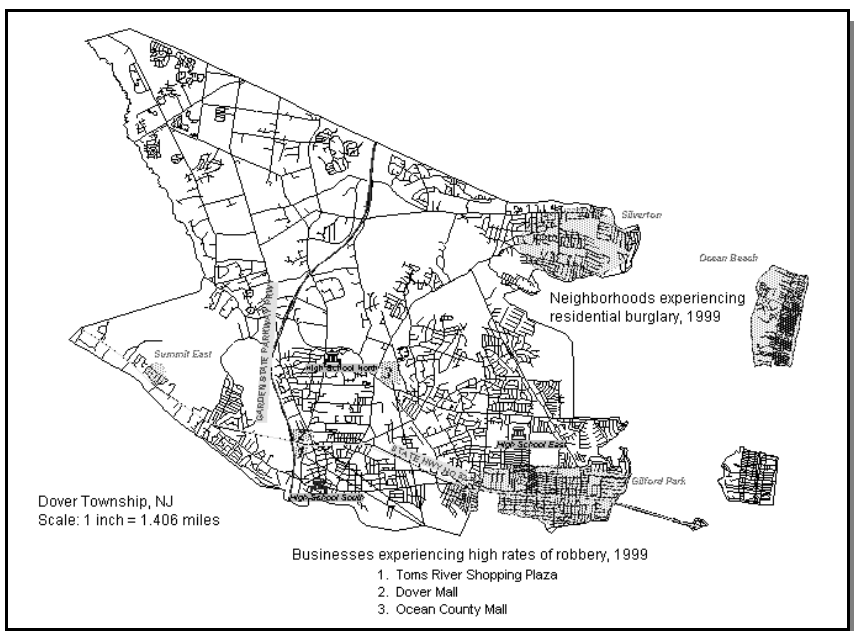 Silverton
Ocean Beach
Neighborhoods experiencing
residential burglary, 1999
Summit East
GARDEN STATE PARKWAY
High School North
3
High School East
STATE HWY NO 37
Gilford Park
High School South
Dover Township, NJ
Scale: 1 inch = 1.406 miles
Businesses experiencing high rates of robbery, 1999
1. Toms River Shopping Plaza
2. Dover Mall
3. Ocean County Mall